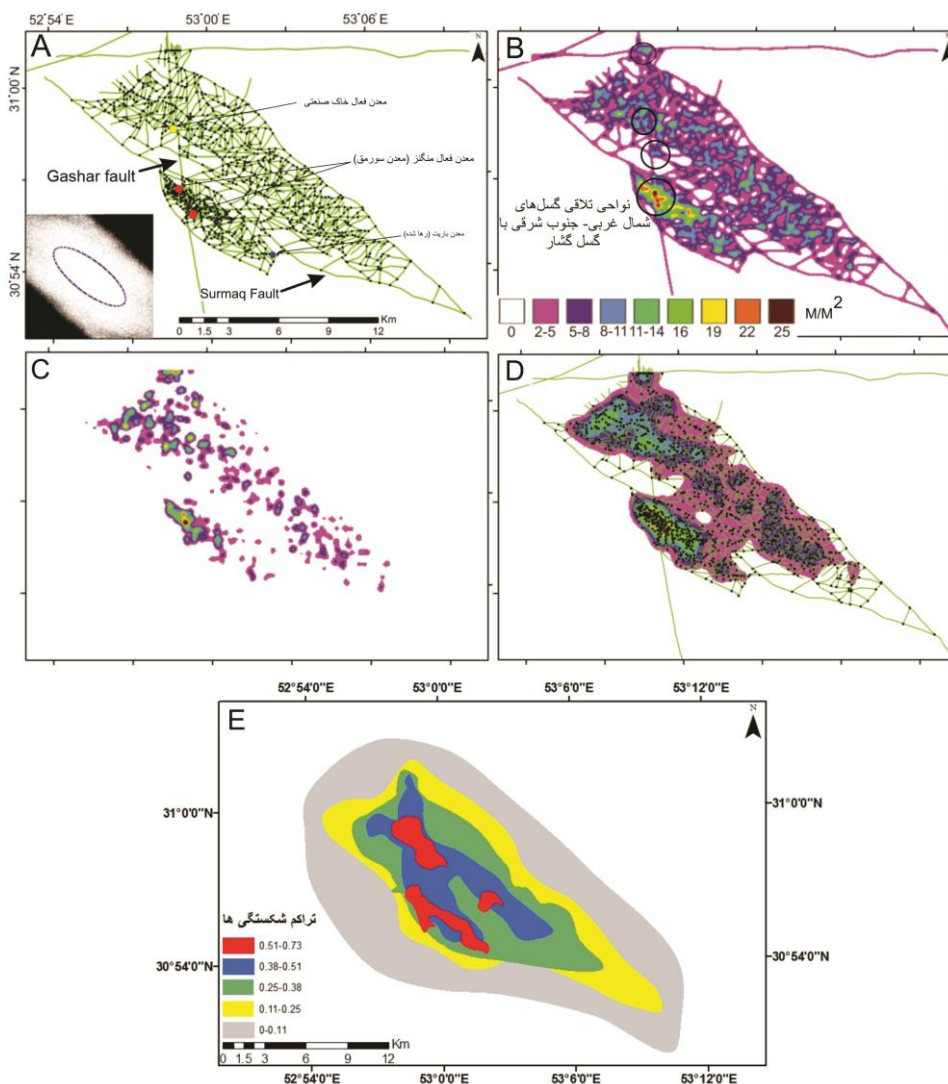 52˚54΄E
53˚00΄
53˚06΄
A
31˚00΄N
30˚54΄N
معدن فعال خاک صنعتی
معدن فعال منگنز (معدن سورمق)
معدن باریت (رها شده)
Gashar fault
Surmaq Fault
0 1.5 3 6 9 12
Km
B
نواحی تلاقی گسل‌های
شمال غربی- جنوب شرقی با
گسل گشار
M/M2
0 2-5 5-8 8-11 11-14 16 19 22 25
C
D
52°54'0"E 53°0'0"E 53°6'0"E 53°12'0"E
E
N
31°0'0"N 31°0'0"N
30°54'0"N 30°54'0"N
تراکم شکستگی ها
0.51-0.73
0.38-0.51
0.25-0.38
0.11-0.25
0-0.11
Km
0 1.5 3 6 9 12
52°54'0"E 53°0'0"E 53°6'0"E 53°12'0"E